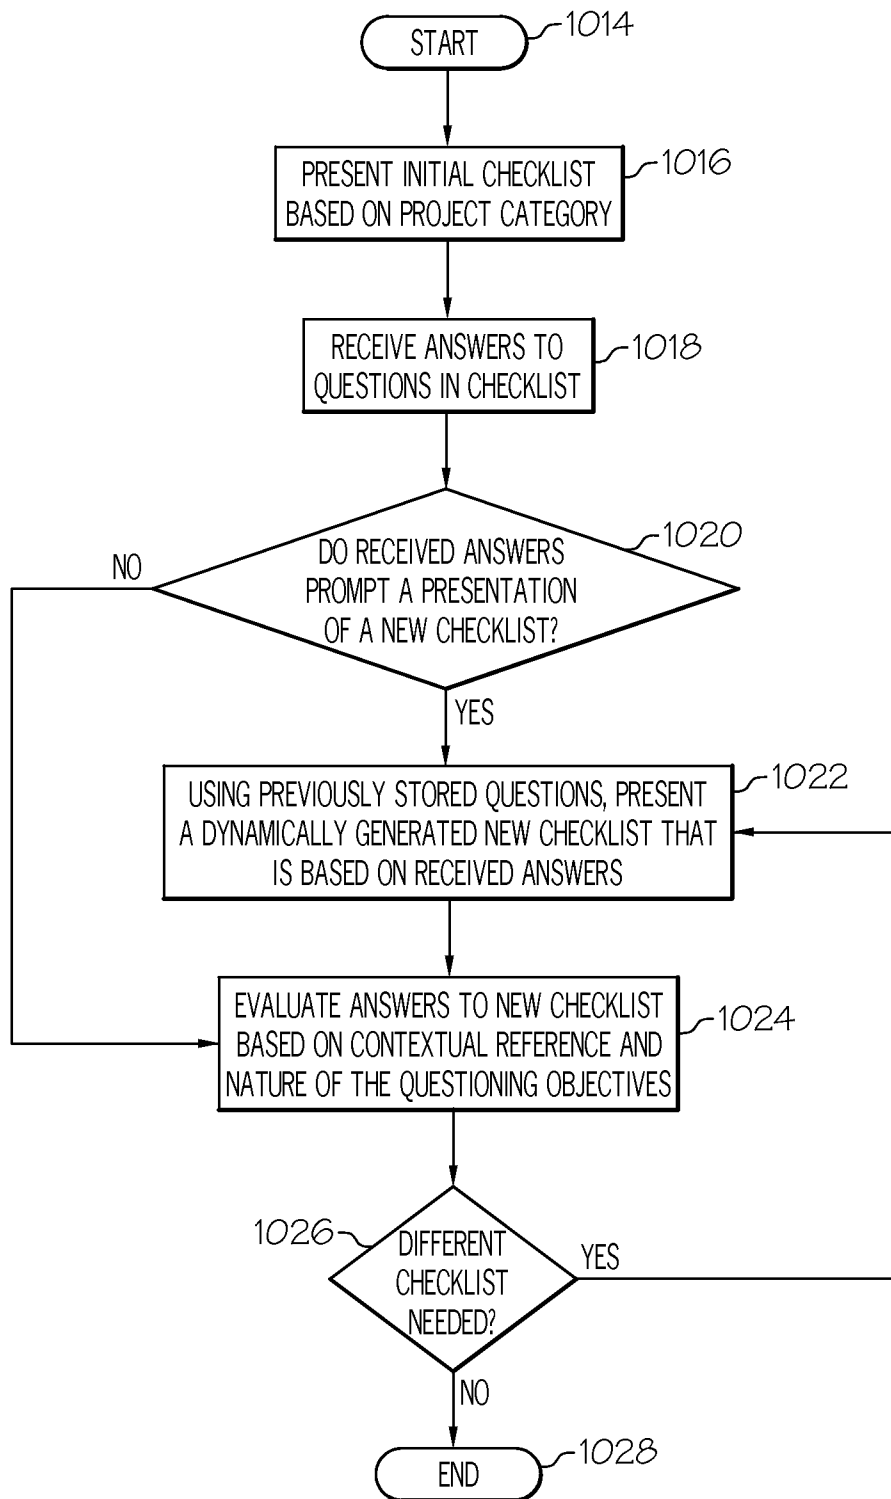 START
1014
PRESENT INITIAL CHECKLIST
BASED ON PROJECT CATEGORY
1016
RECEIVE ANSWERS TO
QUESTIONS IN CHECKLIST
1018
DO RECEIVED ANSWERS
PROMPT A PRESENTATION
OF A NEW CHECKLIST?
1020
NO
YES
USING PREVIOUSLY STORED QUESTIONS, PRESENT
A DYNAMICALLY GENERATED NEW CHECKLIST THAT
IS BASED ON RECEIVED ANSWERS
1022
EVALUATE ANSWERS TO NEW CHECKLIST
BASED ON CONTEXTUAL REFERENCE AND
NATURE OF THE QUESTIONING OBJECTIVES
1024
1026
DIFFERENT
CHECKLIST
NEEDED?
YES
NO
END
1028